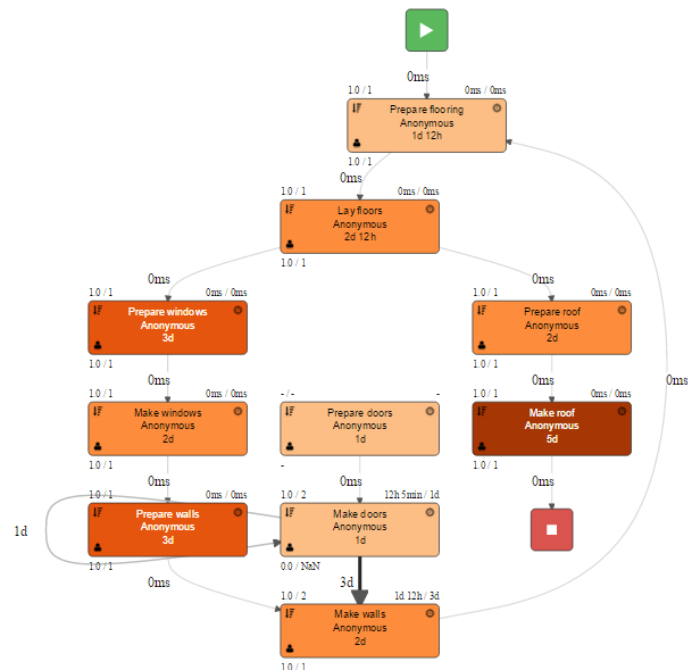 0ms
1.0 / 1 0ms / 0ms
Prepare flooring
Anonymous
1d 12h
1.0 / 1
0ms
1.0 / 1 0ms / 0ms
Lay floors
Anonymous
2d 12h
1.0 / 1
0ms 0ms
1.0 / 1 0ms / 0ms
Prepare windows
Anonymous
3d
1.0 / 1
1.0 / 1 0ms / 0ms
Prepare roof
Anonymous
2d
1.0 / 1
0ms 0ms 0ms
1.0 / 1 0ms / 0ms
Make windows
Anonymous
2d
1.0 / 1
- / - -
Prepare doors
Anonymous
1d
-
1.0 / 1 0ms / 0ms
Make roof
Anonymous
5d
1.0 / 1
0ms 0ms 0ms
1.0 / 1 0ms / 0ms
Prepare walls
Anonymous
3d
1.0 / 1
1.0 / 2 12h 5min / 1d
Make doors
Anonymous
1d
0.0 / NaN
1d
0ms 3d
1.0 / 2 1d 12h / 3d
Make walls
Anonymous
2d
1.0 / 1